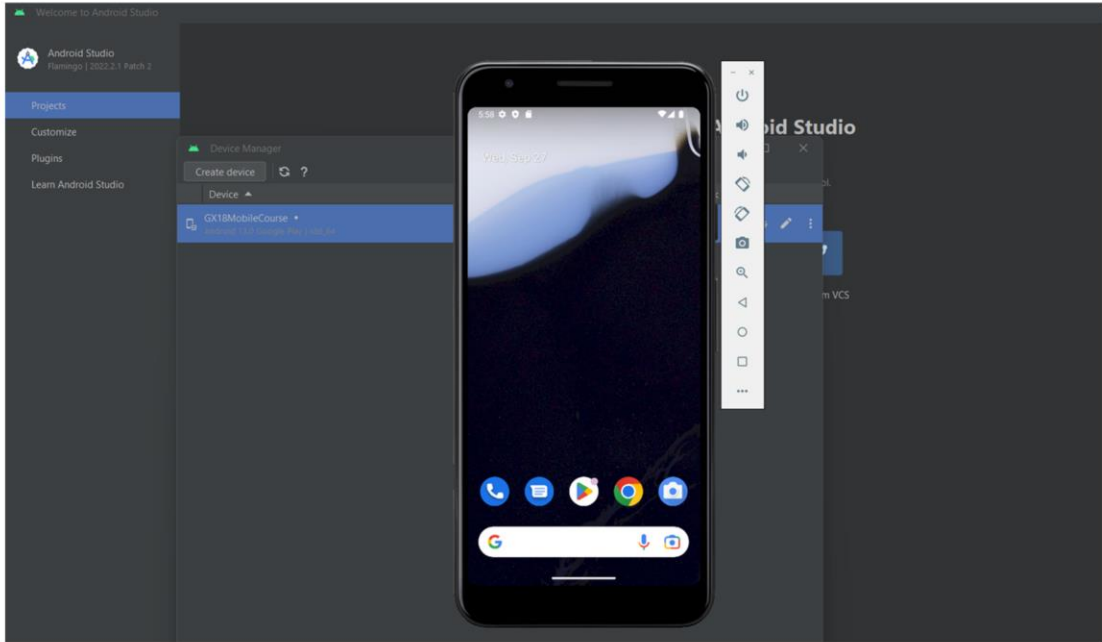 Welcome to Android Studio
Android Studio
Flamingo | 2022.2.1 Patch 2
Projects
Customize
Plugins
Learn Android Studio
Device Manager
Create device
?
Device
GX18MobileCourse
5:58
Wed, Sep 27
oid Studio
m VCS